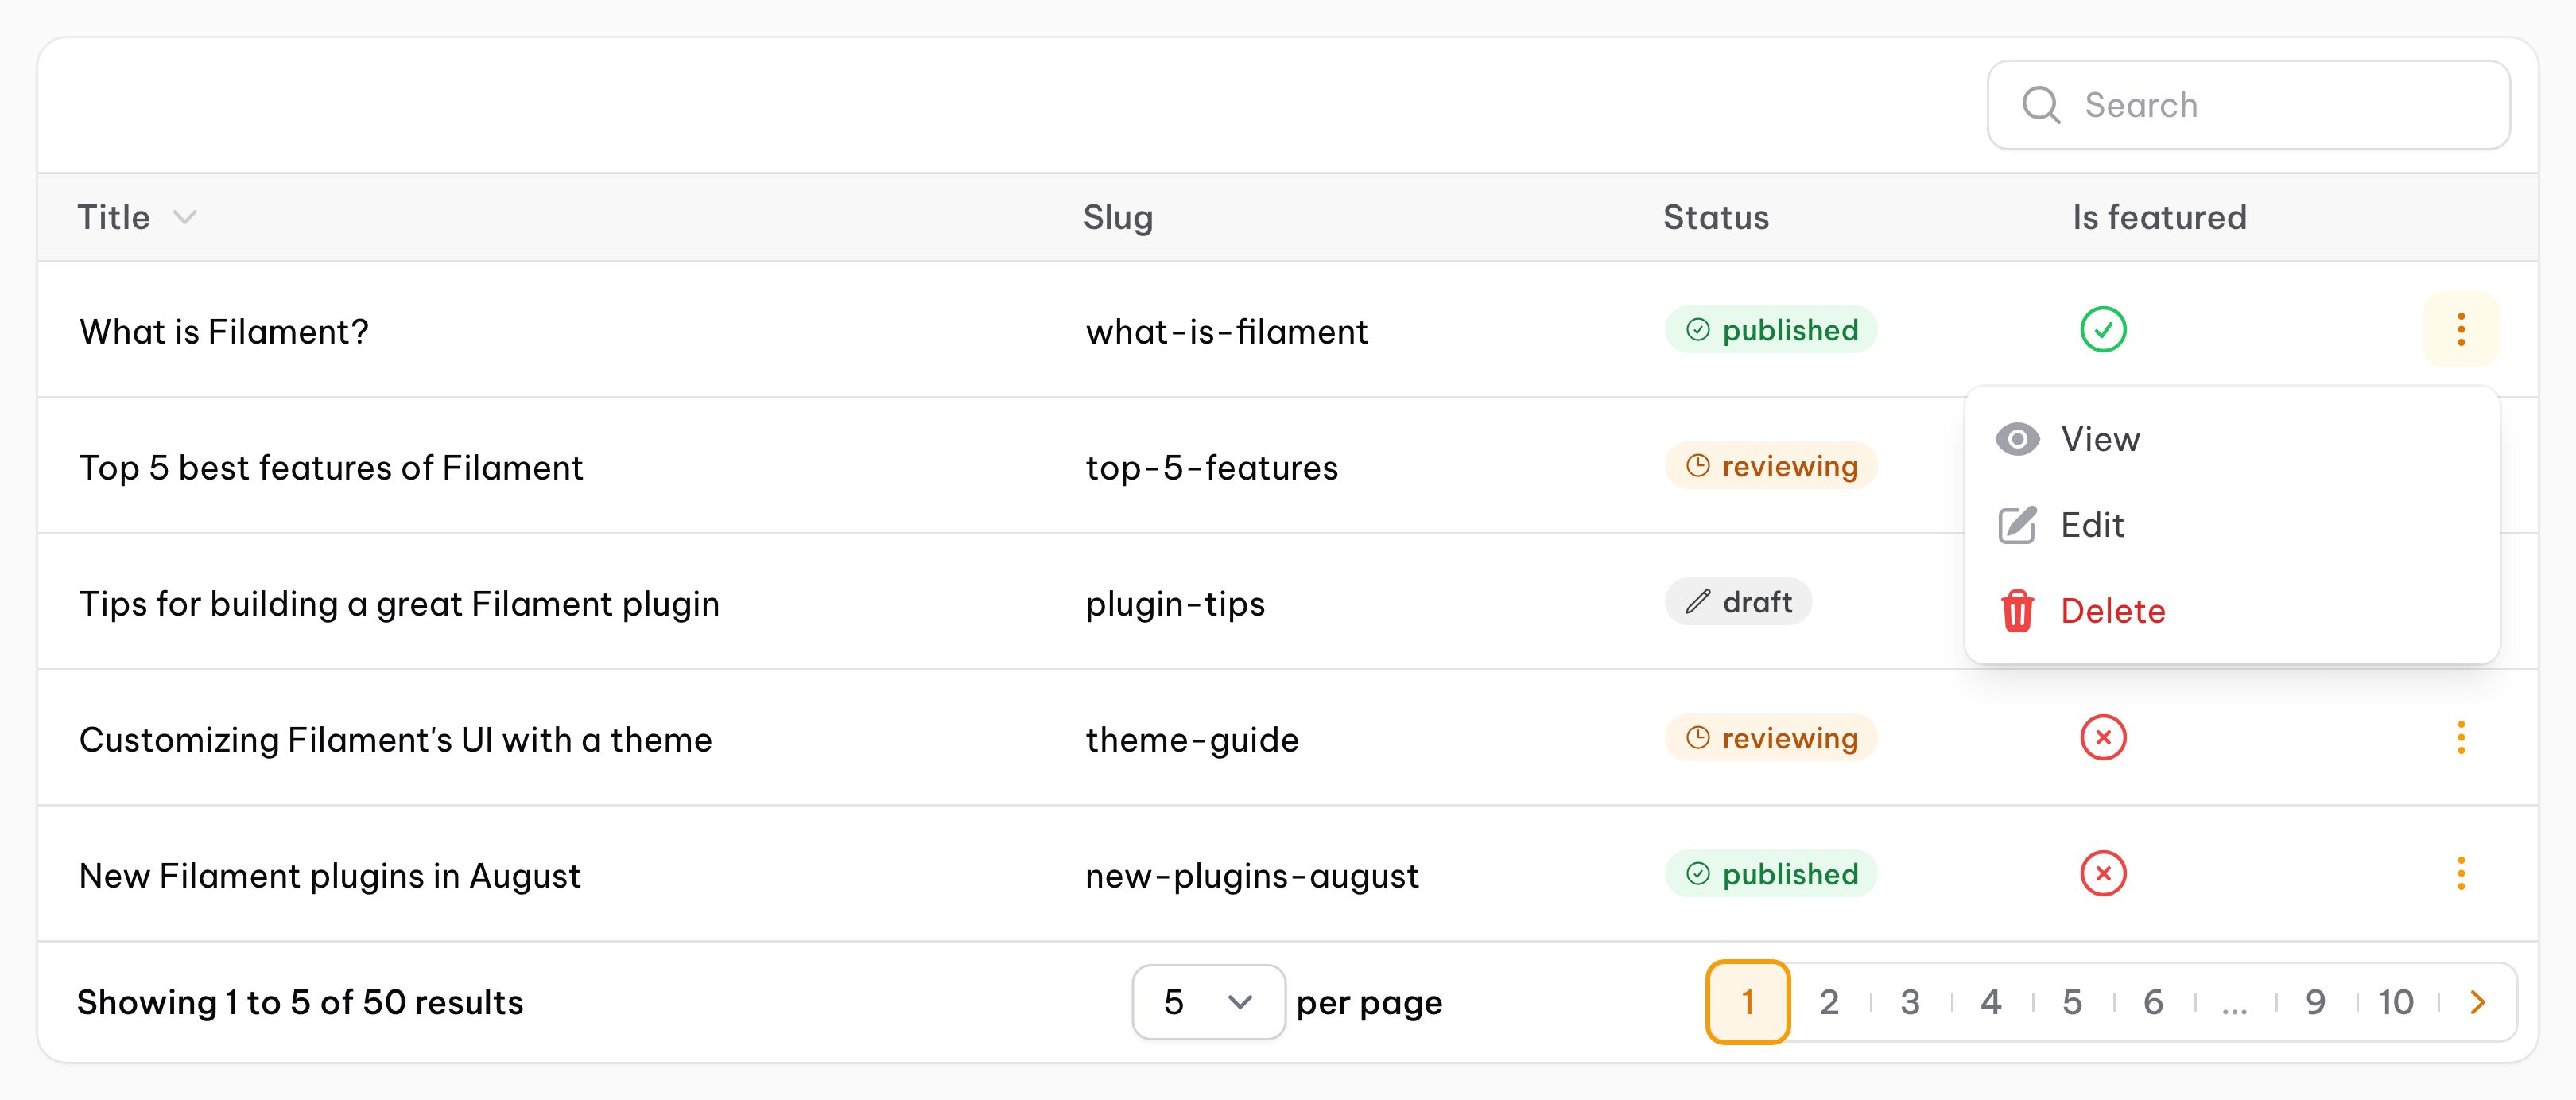 Search
Title Slug Status Is featured
What is Filament? what-is-filament published
Top 5 best features of Filament top-5-features reviewing
View
Edit
Tips for building a great Filament plugin plugin-tips draft
Delete
Customizing Filament's UI with a theme theme-guide reviewing
New Filament plugins in August new-plugins-august published
Showing 1 to 5 of 50 results 5 per page 1 2 3 4 5 6 ... 9 10